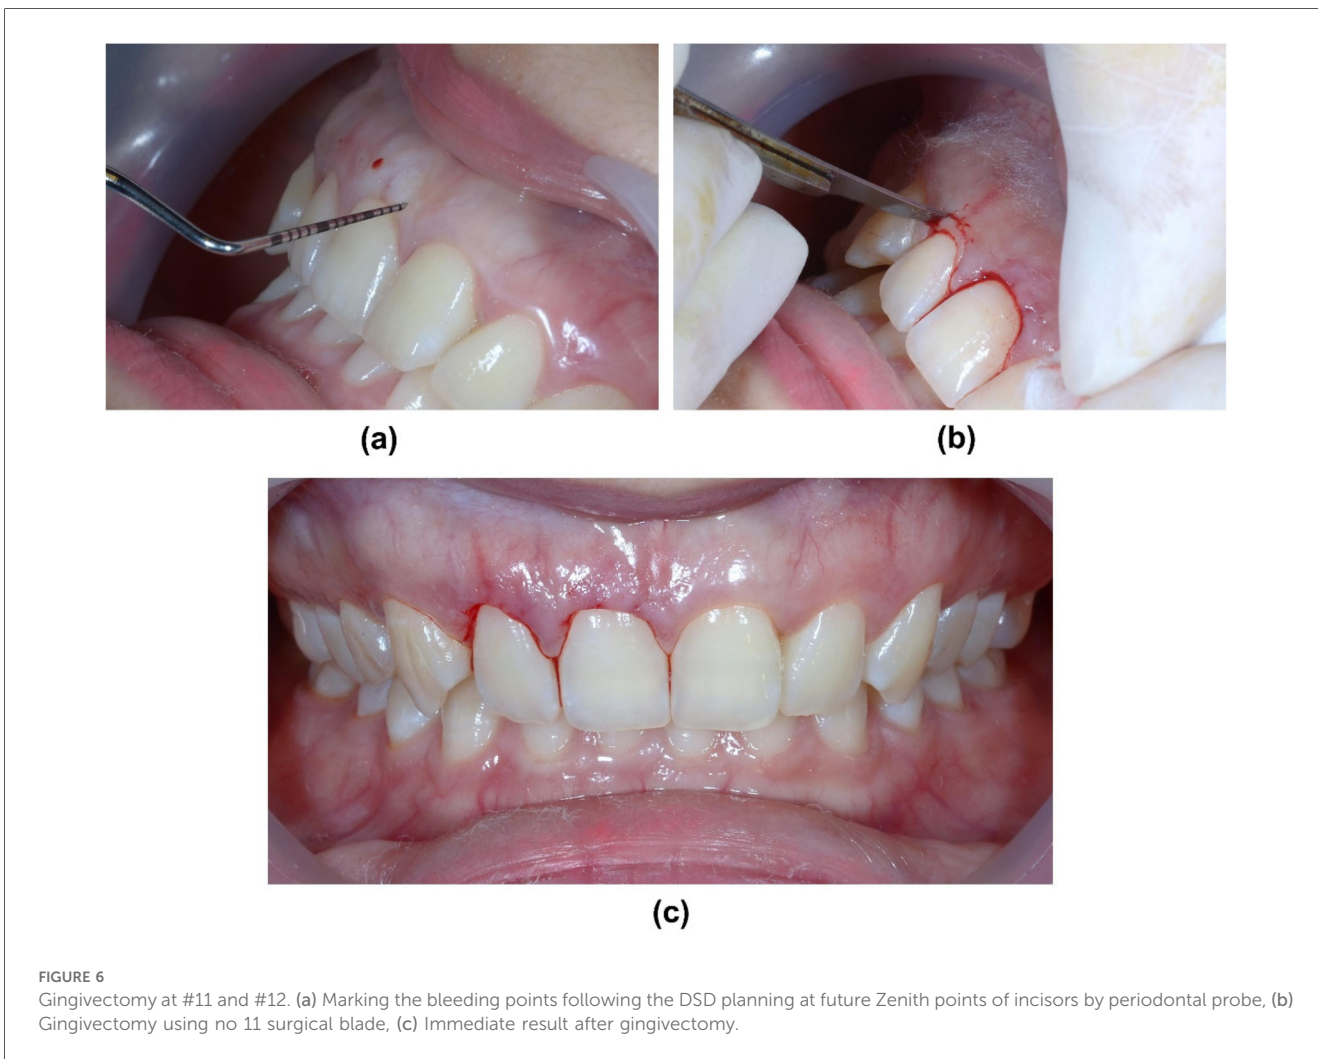 (a)
(b)
(c)
FIGURE 6
Gingivectomy at #11 and #12. (a) Marking the bleeding points following the DSD planning at future Zenith points of incisors by periodontal probe, (b)
Gingivectomy using no 11 surgical blade, (c) Immediate result after gingivectomy.